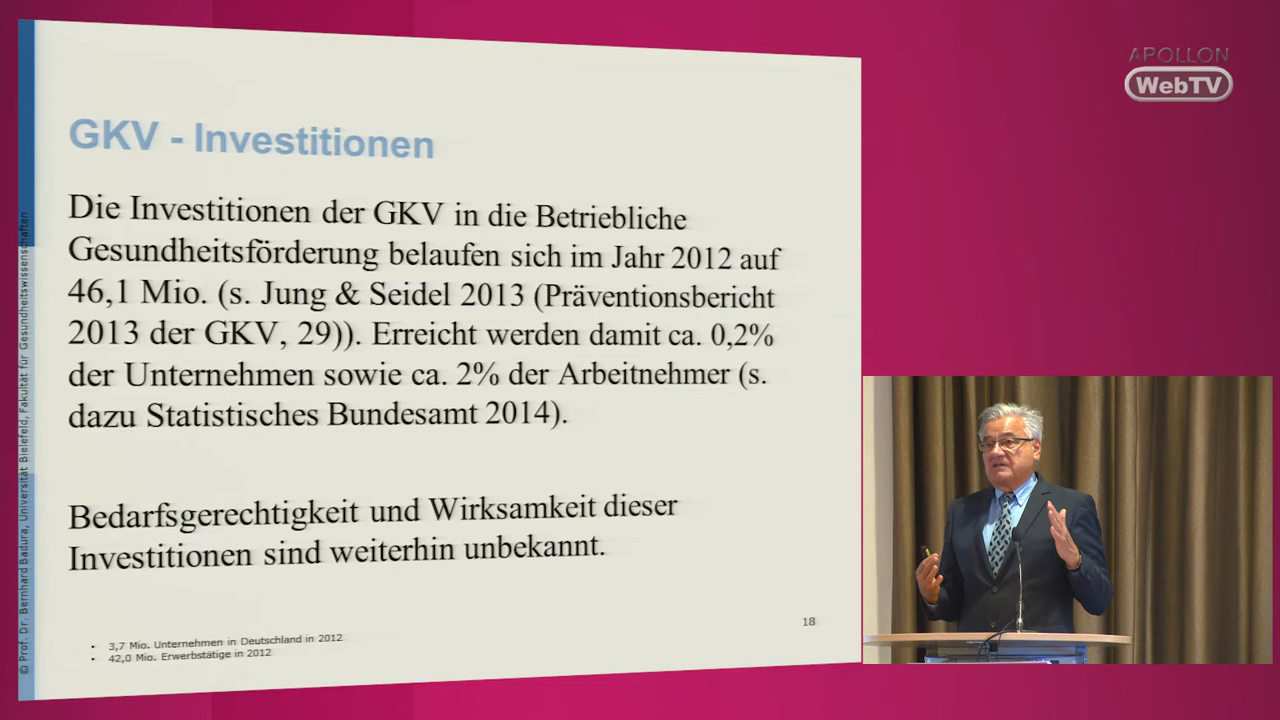 APOLLON
WebTV
GKV - Investitionen
Die Investitionen der GKV in die Betriebliche
Gesundheitsförderung belaufen sich im Jahr 2012 auf
46,1 Mio. (s. Jung & Seidel 2013 (Präventionsbericht
2013 der GKV, 29)). Erreicht werden damit ca. 0,2%
der Unternehmen sowie ca. 2% der Arbeitnehmer (s.
dazu Statistisches Bundesamt 2014).
Bedarfsgerechtigkeit und Wirksamkeit dieser
Investitionen sind weiterhin unbekannt.
• 3,7 Mio. Unternehmen in Deutschland in 2012
• 42,0 Mio. Erwerbstätige in 2012
18
© Prof. Dr. Bernhard Badura, Universität Bielefeld, Fakultät für Gesundheitswissenschaften